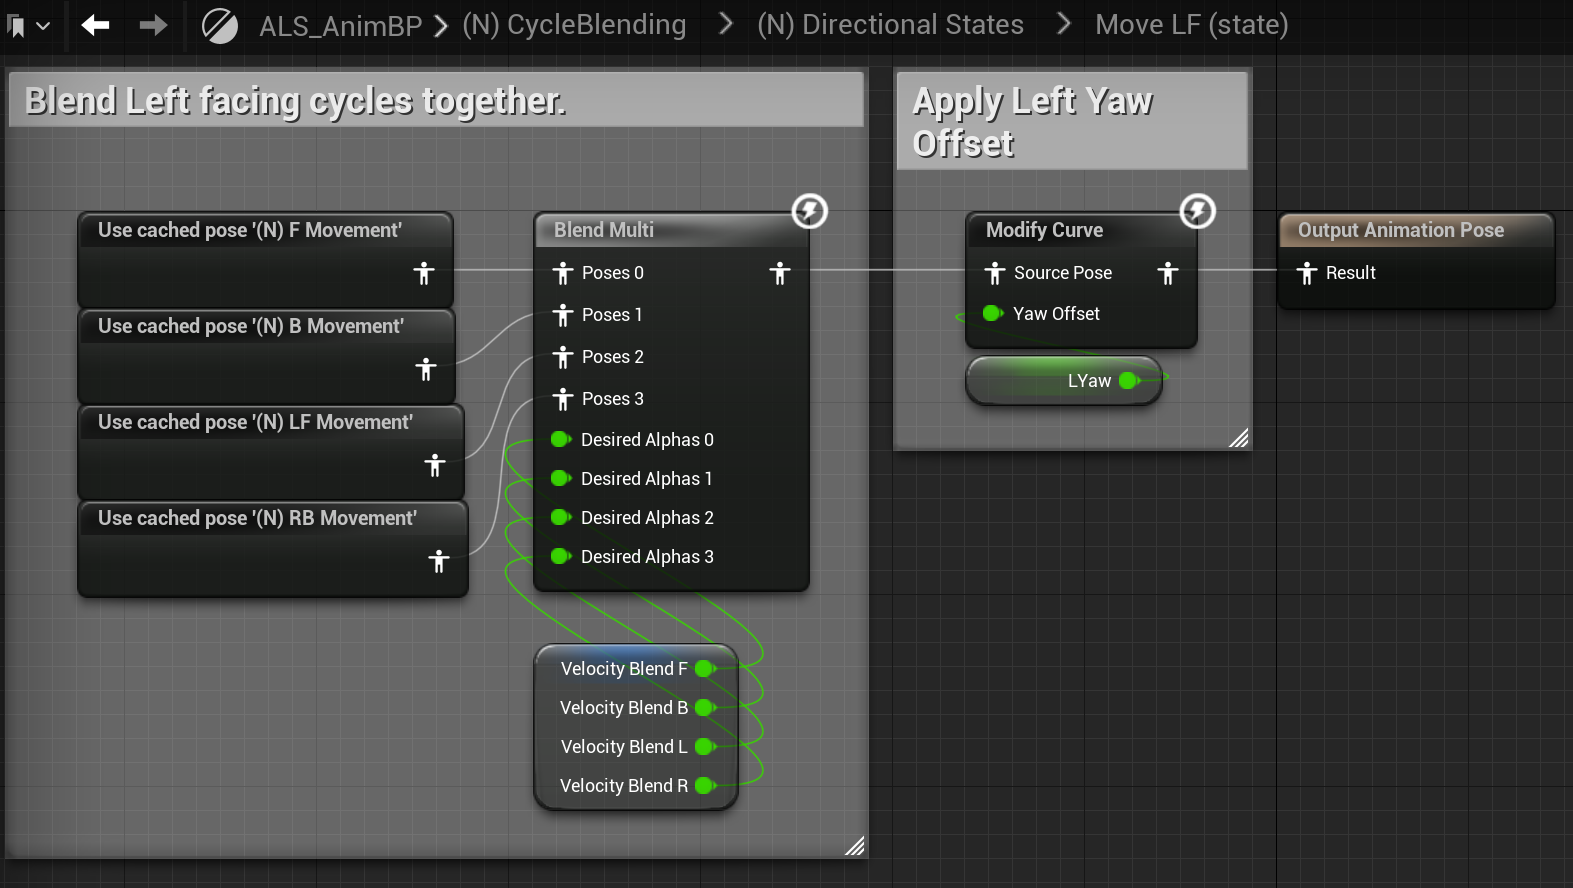 ALS_AnimBP > (N) CycleBlending > (N) Directional States > Move LF (state)
Blend Left facing cycles together.
Use cached pose '(N) F Movement'
Use cached pose '(N) B Movement'
Use cached pose '(N) LF Movement'
Use cached pose '(N) RB Movement'
Blend Multi
Poses 0
Poses 1
Poses 2
Poses 3
Desired Alphas 0
Desired Alphas 1
Desired Alphas 2
Desired Alphas 3
Velocity Blend F
Velocity Blend B
Velocity Blend L
Velocity Blend R
Apply Left Yaw
Offset
Modify Curve
Source Pose
Yaw Offset
LYaw
Output Animation Pose
Result